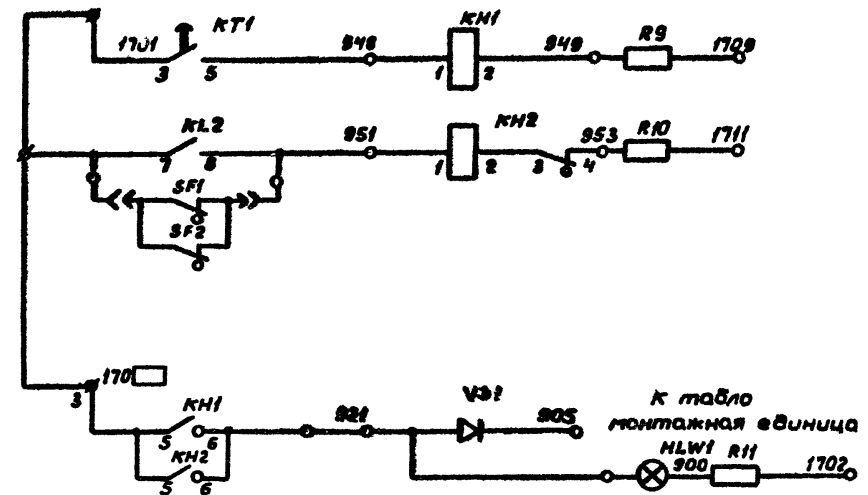 KT1
1701
3
5
948
KH1
1
2
949
R9
1709
KL2
7
8
951
KH2
1
2
3
4
953
R10
1711
SF1
SF2
170
3
KH1
5
6
921
VD1
905
К табло
монтажная единица
KH2
5
6
HLW1
900
R11
1702